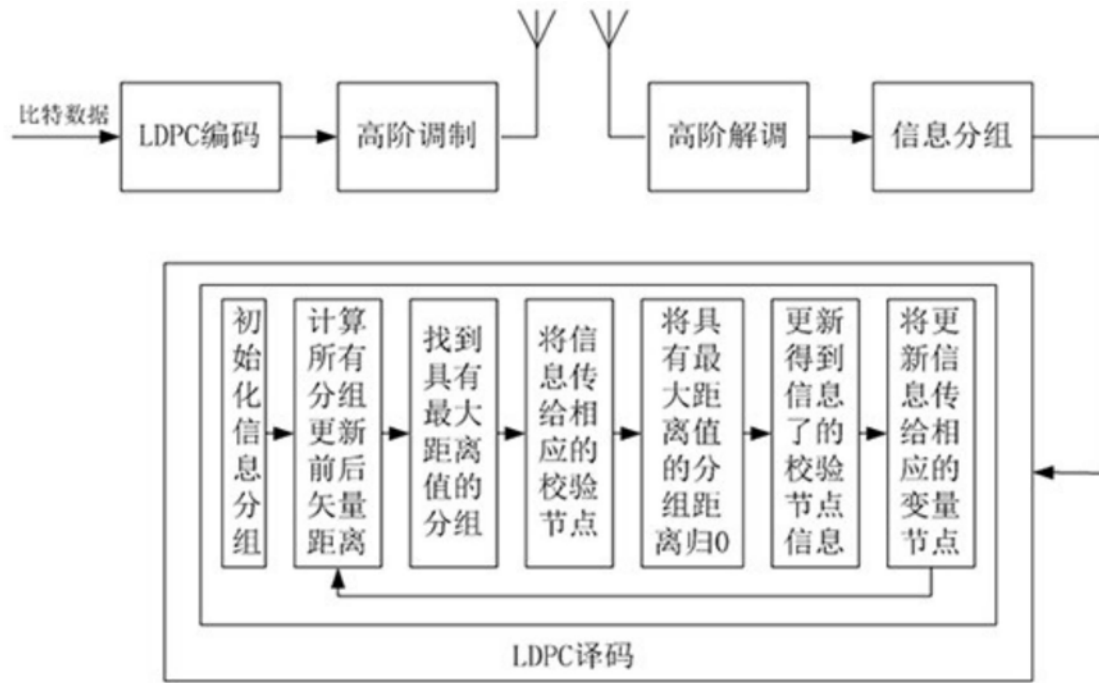 比特数据
LDPC编码
高阶调制
高阶解调
信息分组
初
始
化
信
息
分
组
计算
所有
分组
更新
前后
矢量
距离
找到
具有
最大
距离
值的
分组
将信
息传
给相
应的
校验
节点
将具
有最
大距
离值
的分
组距
离归0
更新
得到
信息
了的
校验
节点
信息
将更
新信
息传
给相
应的
变量
节点
LDPC译码